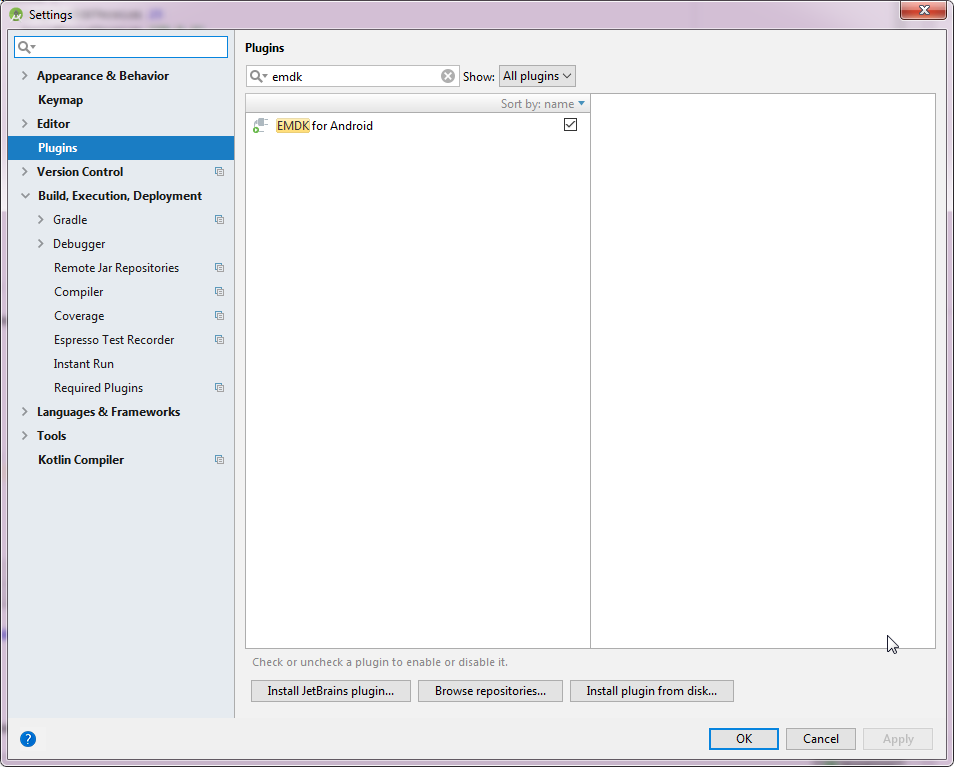 Settings
Appearance & Behavior
Keymap
Editor
Plugins
Version Control
Build, Execution, Deployment
Gradle
Debugger
Remote Jar Repositories
Compiler
Coverage
Espresso Test Recorder
Instant Run
Required Plugins
Languages & Frameworks
Tools
Kotlin Compiler
Plugins
emdk Show: All plugins
Sort by: name
EMDK for Android
Check or uncheck a plugin to enable or disable it.
Install JetBrains plugin... Browse repositories... Install plugin from disk...
? OK Cancel Apply